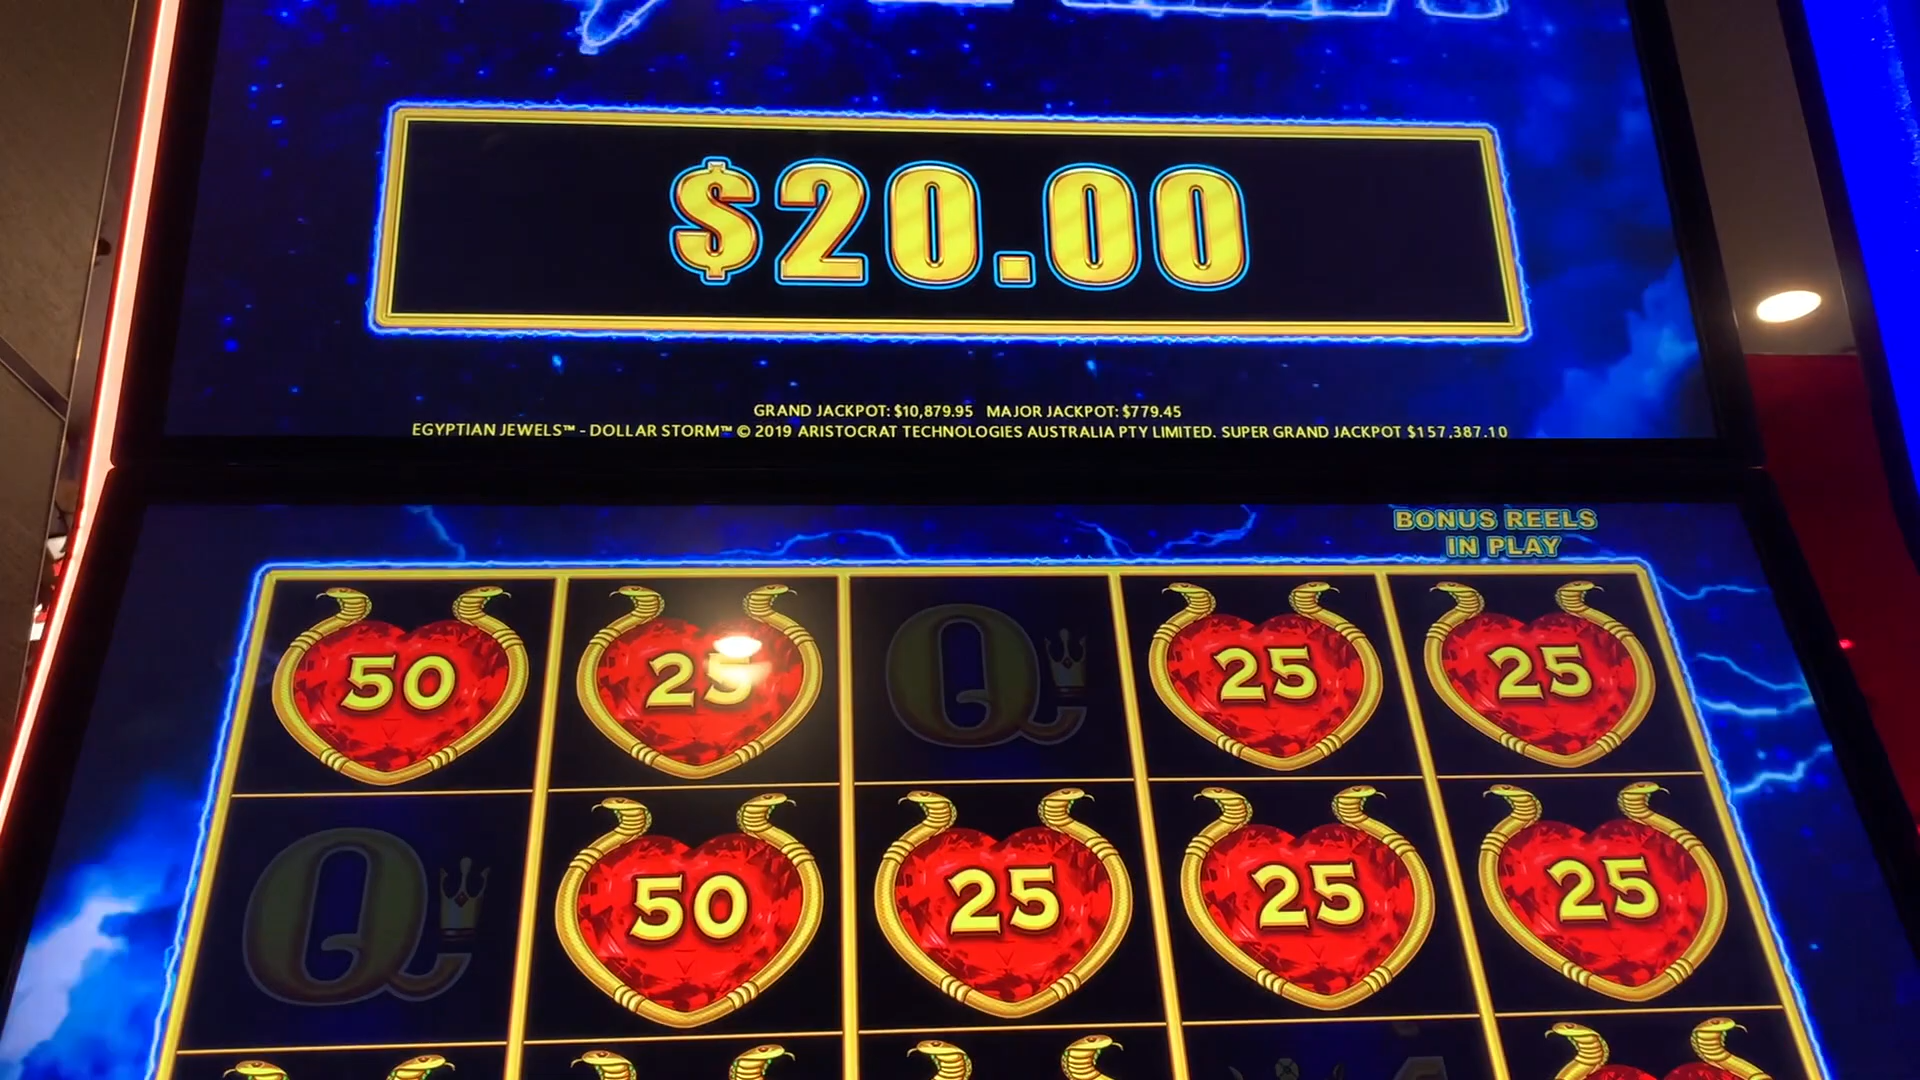 $20.00
GRAND JACKPOT: $10,879.95 MAJOR JACKPOT: $779.45
EGYPTIAN JEWELS™ - DOLLAR STORM™ © 2019 ARISTOCRAT TECHNOLOGIES AUSTRALIA PTY LIMITED. SUPER GRAND JACKPOT $157,387.10
BONUS REELS
IN PLAY
50 25 Q 25 25
Q 50 25 25 25